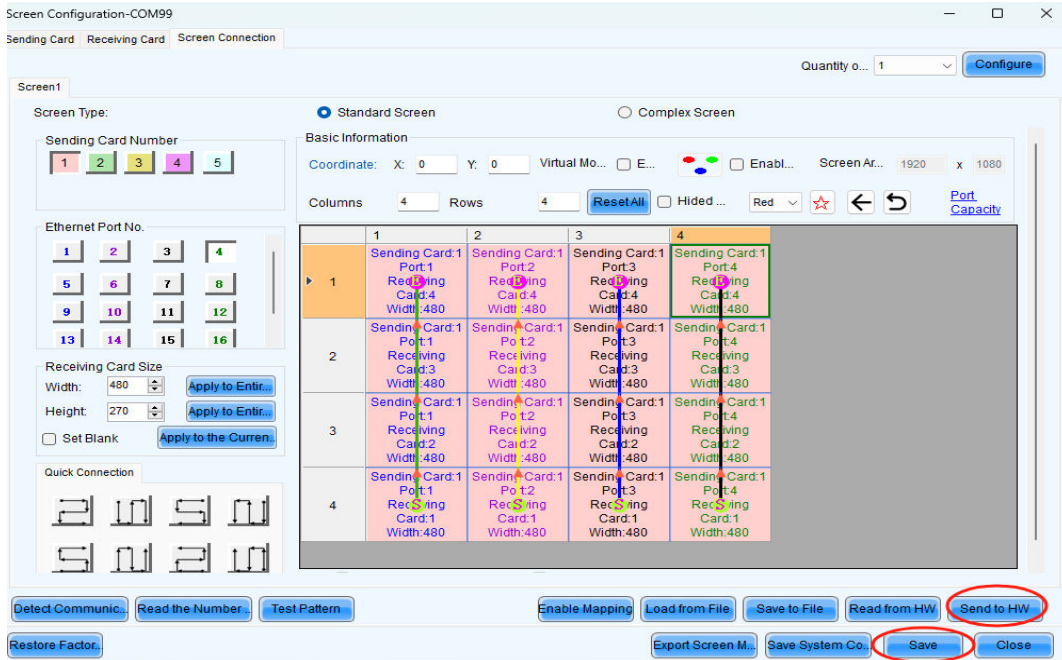 Screen Configuration-COM99
Sending Card Receiving Card Screen Connection
Quantity o... 1 Configure
Screen1
Screen Type: Standard Screen Complex Screen
Sending Card Number
1 2 3 4 5
Basic Information
Coordinate: X: 0 Y: 0 Virtual Mo... E... Enabl... Screen Ar... 1920 x 1080
Columns 4 Rows 4 Reset All Hided ... Red Port
Capacity
Ethernet Port No.
1 2 3 4
5 6 7 8
9 10 11 12
13 14 15 16
Receiving Card Size
Width: 480 Apply to Entir...
Height: 270 Apply to Entir...
Set Blank Apply to the Curren...
Quick Connection
1 2 3 4
1
Sending Card:1 Sending Card:1 Sending Card:1 Sending Card:1
Port:1 Port:2 Port:3 Port:4
Receiving Receiving Receiving Receiving
Card:4 Card:4 Card:4 Card:4
Width:480 Width:480 Width:480 Width:480
2
Sending Card:1 Sending Card:1 Sending Card:1 Sending Card:1
Port:1 Port:2 Port:3 Port:4
Receiving Receiving Receiving Receiving
Card:3 Card:3 Card:3 Card:3
Width:480 Width:480 Width:480 Width:480
3
Sending Card:1 Sending Card:1 Sending Card:1 Sending Card:1
Port:1 Port:2 Port:3 Port:4
Receiving Receiving Receiving Receiving
Card:2 Card:2 Card:2 Card:2
Width:480 Width:480 Width:480 Width:480
4
Sending Card:1 Sending Card:1 Sending Card:1 Sending Card:1
Port:1 Port:2 Port:3 Port:4
Receiving Receiving Receiving Receiving
S S S S
Card:1 Card:1 Card:1 Card:1
Width:480 Width:480 Width:480 Width:480
Detect Communic... Read the Number ... Test Pattern Enable Mapping Load from File Save to File Read from HW Send to HW
Restore Factor... Export Screen M... Save System Co... Save Close